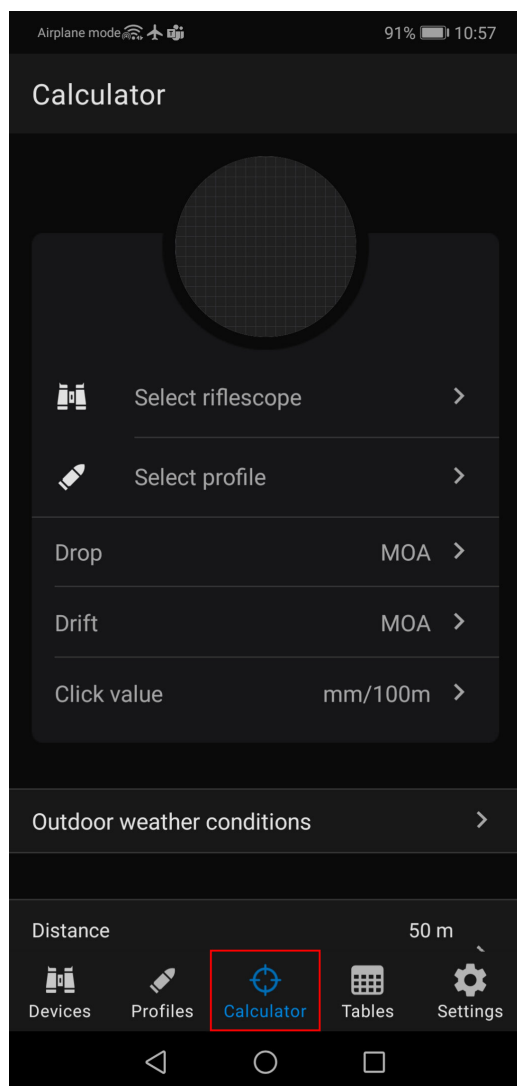 Airplane mode 91% 10:57
Calculator
Select riflescope
Select profile
Drop MOA
Drift MOA
Click value mm/100m
Outdoor weather conditions
Distance 50 m
Devices Profiles Calculator Tables Settings